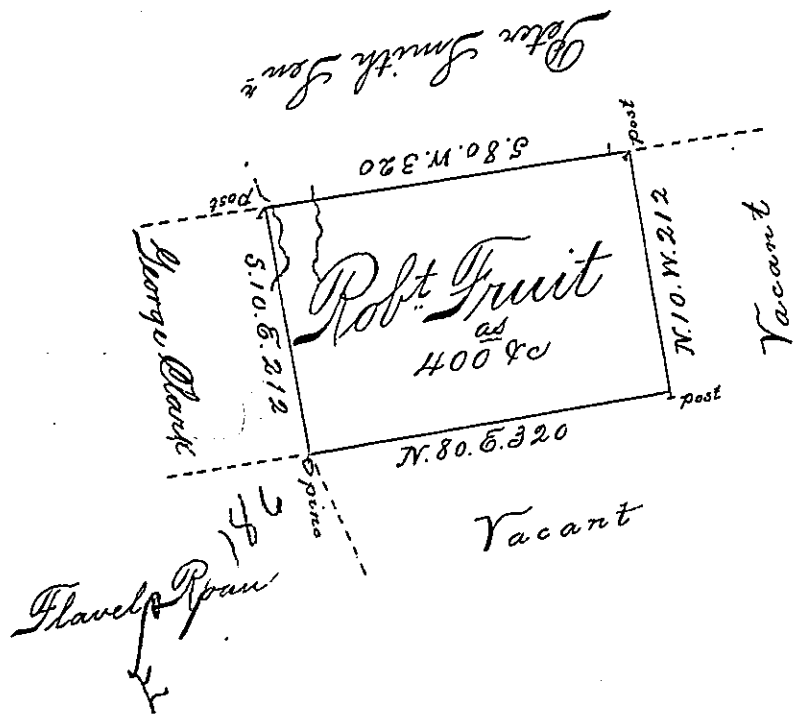 Peter Smith Senr
post
S.80.W.320
post
George Clark
S.10.E.212
Robt Fruit
as
400 &c
N.10.W.212
Vacant
post
N.80.E.320
pine
Vacant
Flavel Roan